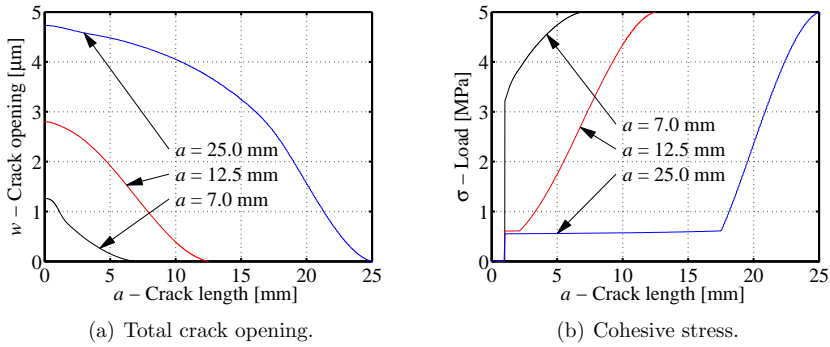 5
4
3
2
1
0
0
5
10
15
20
25
w – Crack opening [µm]
a – Crack length [mm]
a = 25.0 mm
a = 12.5 mm
a = 7.0 mm
(a) Total crack opening.
5
4
3
2
1
0
0
5
10
15
20
25
σ – Load [MPa]
a – Crack length [mm]
a = 7.0 mm
a = 12.5 mm
a = 25.0 mm
(b) Cohesive stress.